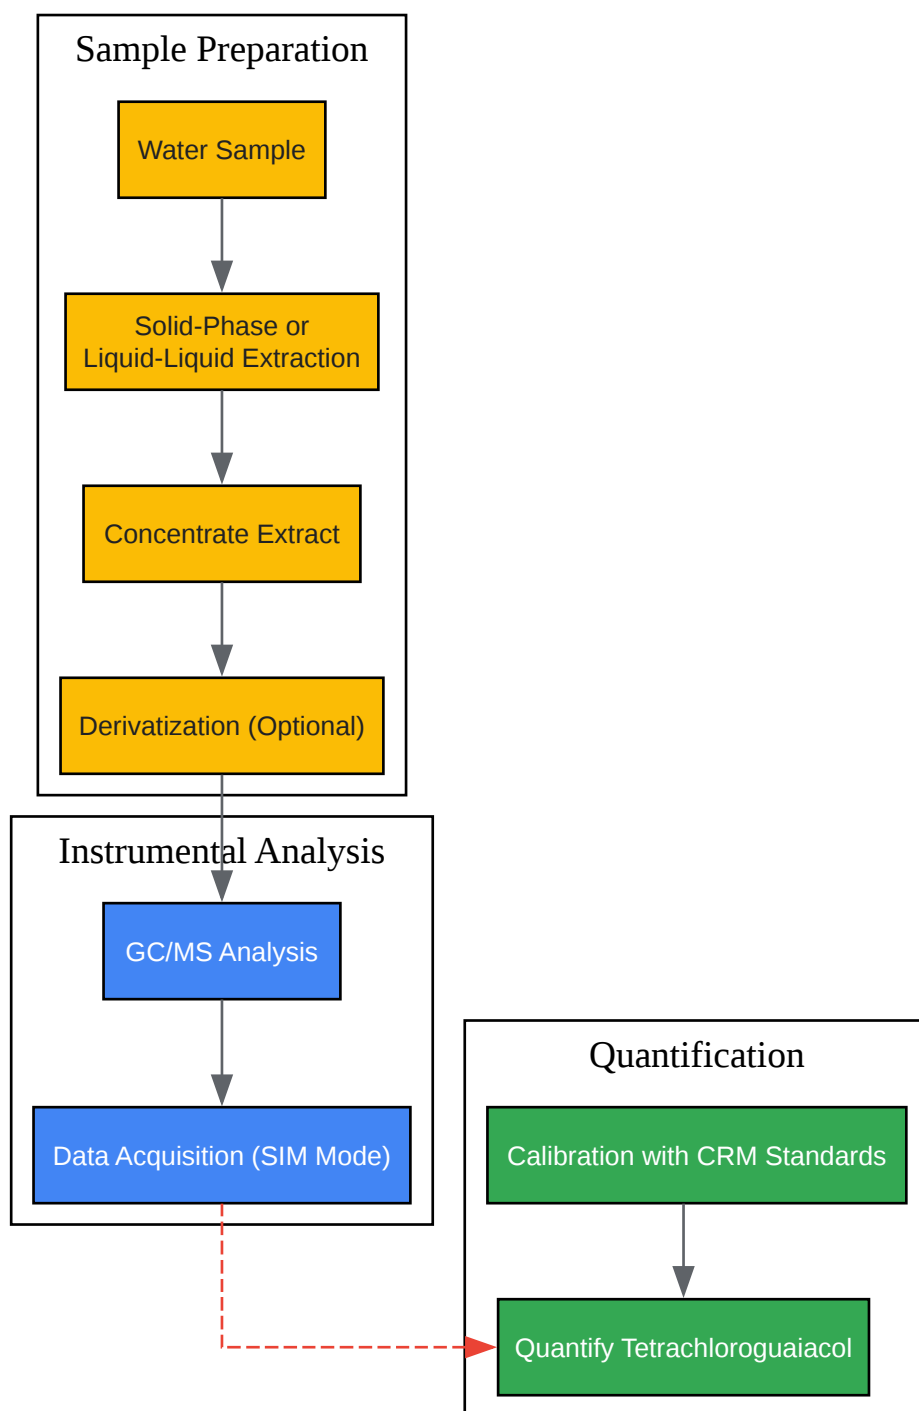 Sample Preparation
Water Sample
Solid-Phase or
Liquid-Liquid Extraction
Concentrate Extract
Derivatization (Optional)
Instrumental Analysis
GC/MS Analysis
Data Acquisition (SIM Mode)
Quantification
Calibration with CRM Standards
Quantify Tetrachloroguaiacol